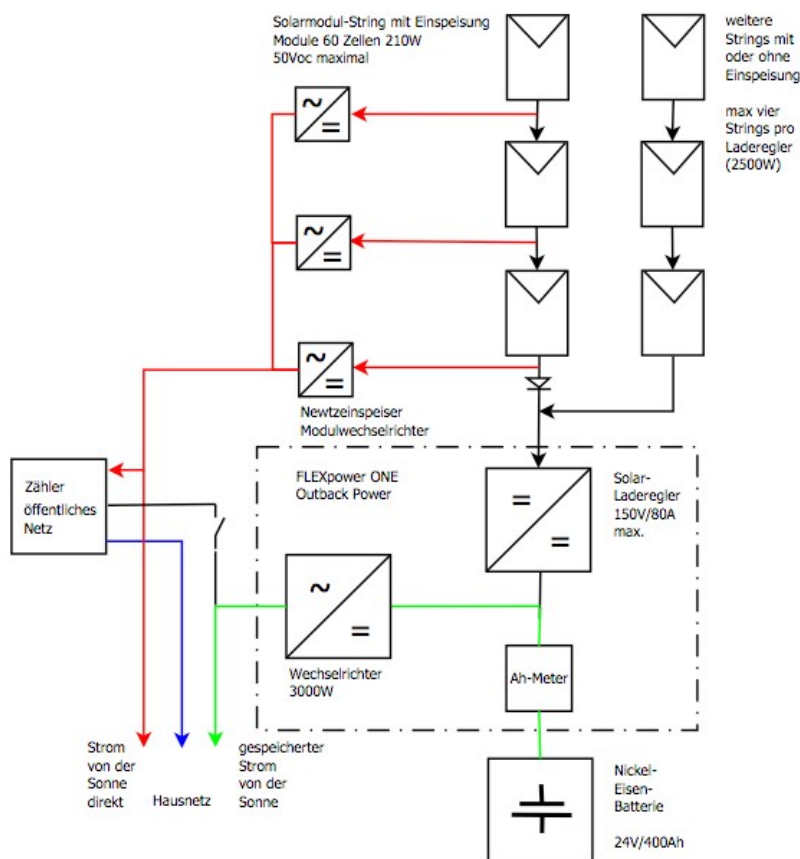 Solarmodul-String mit Einspeisung
Module 60 Zellen 210W
50Voc maximal
weitere
Strings mit
oder ohne
Einspeisung
max vier
Strings pro
Laderegler
(2500W)
~
=
~
=
~
=
Newtzeinspeiser
Modulwechselrichter
Zähler
öffentliches
Netz
FLEXpower ONE
Outback Power
=
=
Solar-
Laderegler
150V/80A
max.
~
=
Wechselrichter
3000W
Ah-Meter
Strom
von der
Sonne
direkt
Hausnetz
gespeicherter
Strom
von der
Sonne
Nickel-
Eisen-
Batterie
24V/400Ah